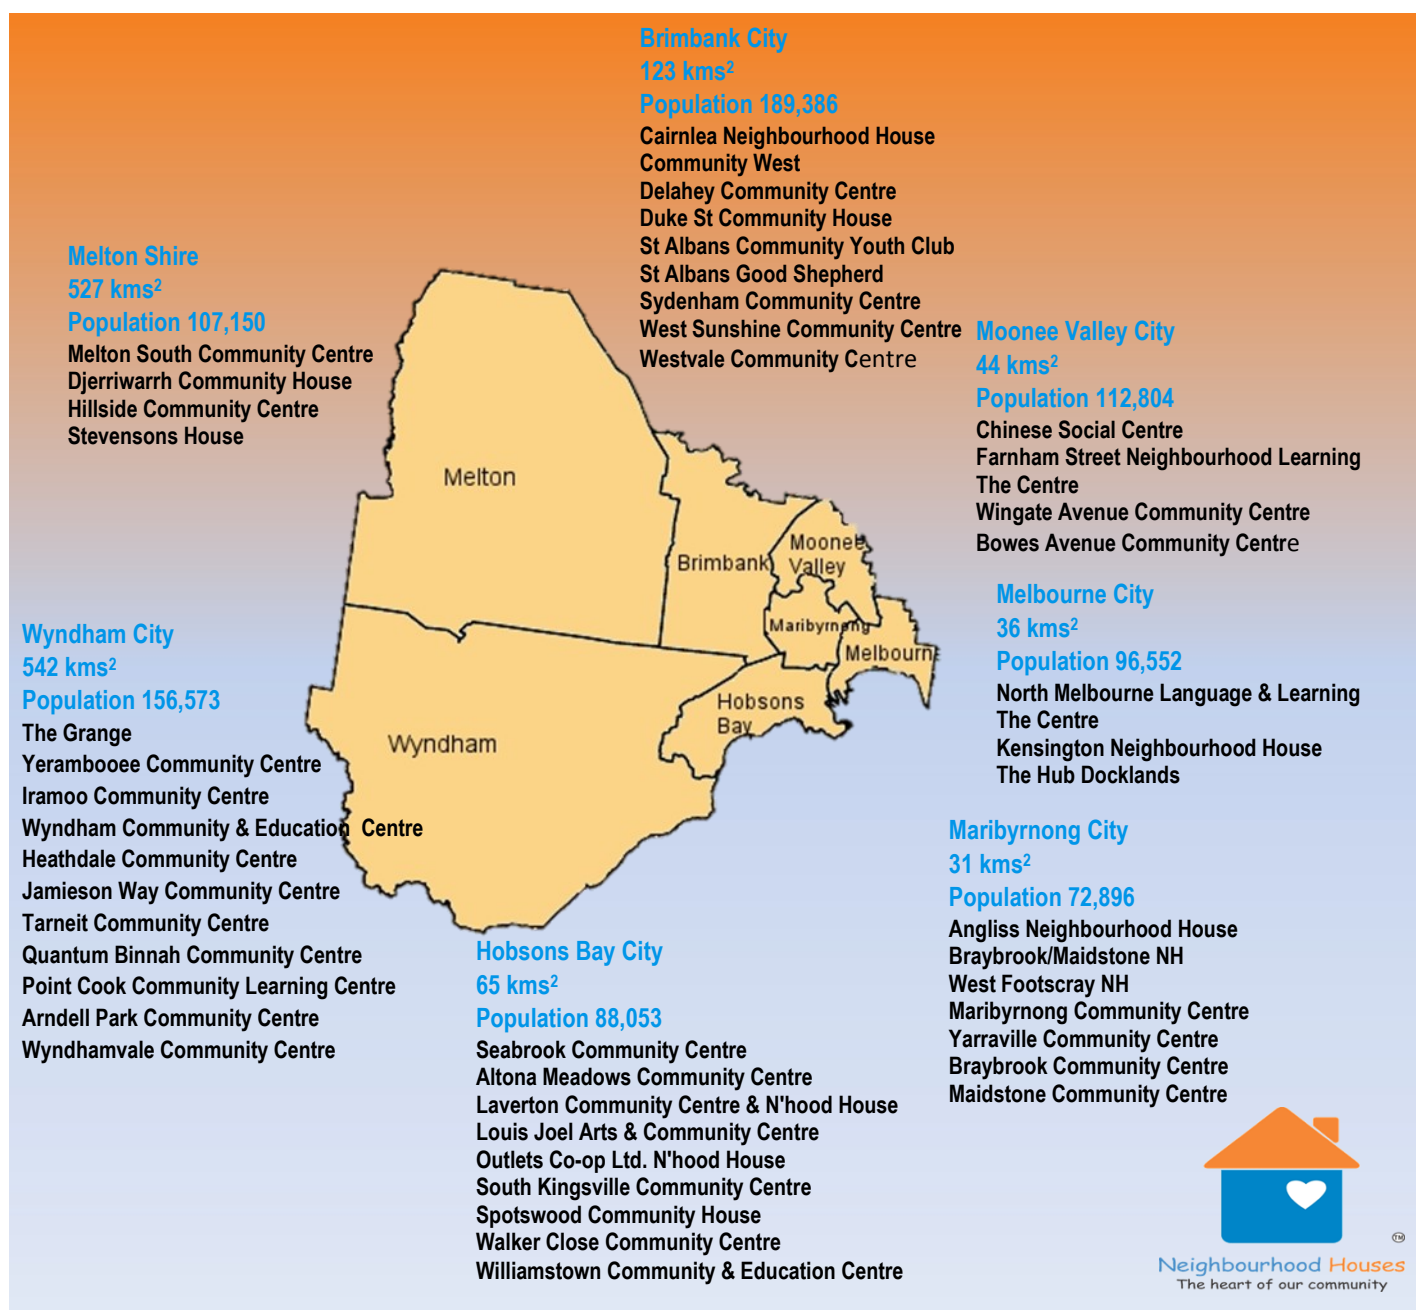 Brimbank City
123 kms²
Population 189,386
Cairnlea Neighbourhood House
Community West
Delahey Community Centre
Duke St Community House
St Albans Community Youth Club
St Albans Good Shepherd
Sydenham Community Centre
West Sunshine Community Centre
Westvale Community Centre
Melton Shire
527 kms²
Population 107,150
Melton South Community Centre
Djerriwarrh Community House
Hillside Community Centre
Stevensons House
Moonee Valley City
44 kms²
Population 112,804
Chinese Social Centre
Farnham Street Neighbourhood Learning
The Centre
Wingate Avenue Community Centre
Bowes Avenue Community Centre
Melton
Brimbank
Moonee
Valley
Maribyrnong
Melbourne
Hobsons
Bay
Wyndham
Melbourne City
36 kms²
Population 96,552
North Melbourne Language & Learning
The Centre
Kensington Neighbourhood House
The Hub Docklands
Wyndham City
542 kms²
Population 156,573
The Grange
Yerambooee Community Centre
Iramoo Community Centre
Wyndham Community & Education Centre
Heathdale Community Centre
Jamieson Way Community Centre
Tarneit Community Centre
Quantum Binnah Community Centre
Point Cook Community Learning Centre
Arndell Park Community Centre
Wyndhamvale Community Centre
Maribyrnong City
31 kms²
Population 72,896
Angliss Neighbourhood House
Braybrook/Maidstone NH
West Footscray NH
Maribyrnong Community Centre
Yarraville Community Centre
Braybrook Community Centre
Maidstone Community Centre
Hobsons Bay City
65 kms²
Population 88,053
Seabrook Community Centre
Altona Meadows Community Centre
Laverton Community Centre & N'hood House
Louis Joel Arts & Community Centre
Outlets Co-op Ltd. N'hood House
South Kingsville Community Centre
Spotswood Community House
Walker Close Community Centre
Williamstown Community & Education Centre
TM
Neighbourhood Houses
The heart of our community